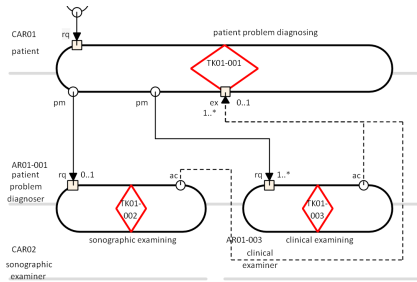 patient problem diagnosing
CAR01
rq
patient
TK01-001
pm
pm
ex
0..1
1..*
AR01-001
patient
problem
diagnoser
rq
0..1
ac
rq
1..*
ac
TK01-
002
TK01-
003
sonographic examining
AR01-003
clinical examining
clinical
examiner
CAR02
sonographic
examiner